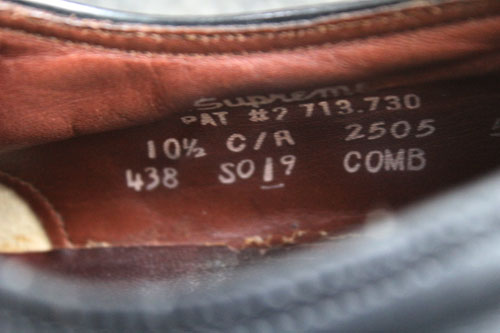 Supreme
PAT #2 713.730
10½ C/A 2505
438 SO19 COMB